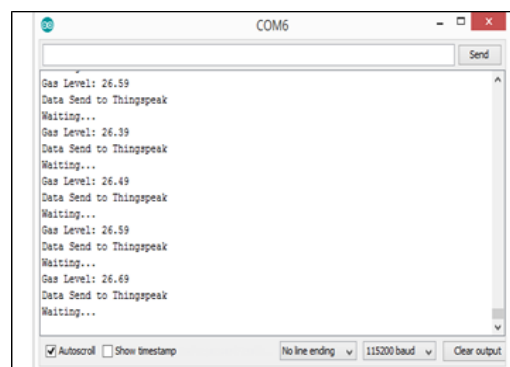 COM6
Send
Gas Level: 26.59
Data Send to Thingspeak
Waiting...
Gas Level: 26.39
Data Send to Thingspeak
Waiting...
Gas Level: 26.49
Data Send to Thingspeak
Waiting...
Gas Level: 26.59
Data Send to Thingspeak
Waiting...
Gas Level: 26.69
Data Send to Thingspeak
Waiting...
Autoscroll Show timestamp No line ending 115200 baud Clear output